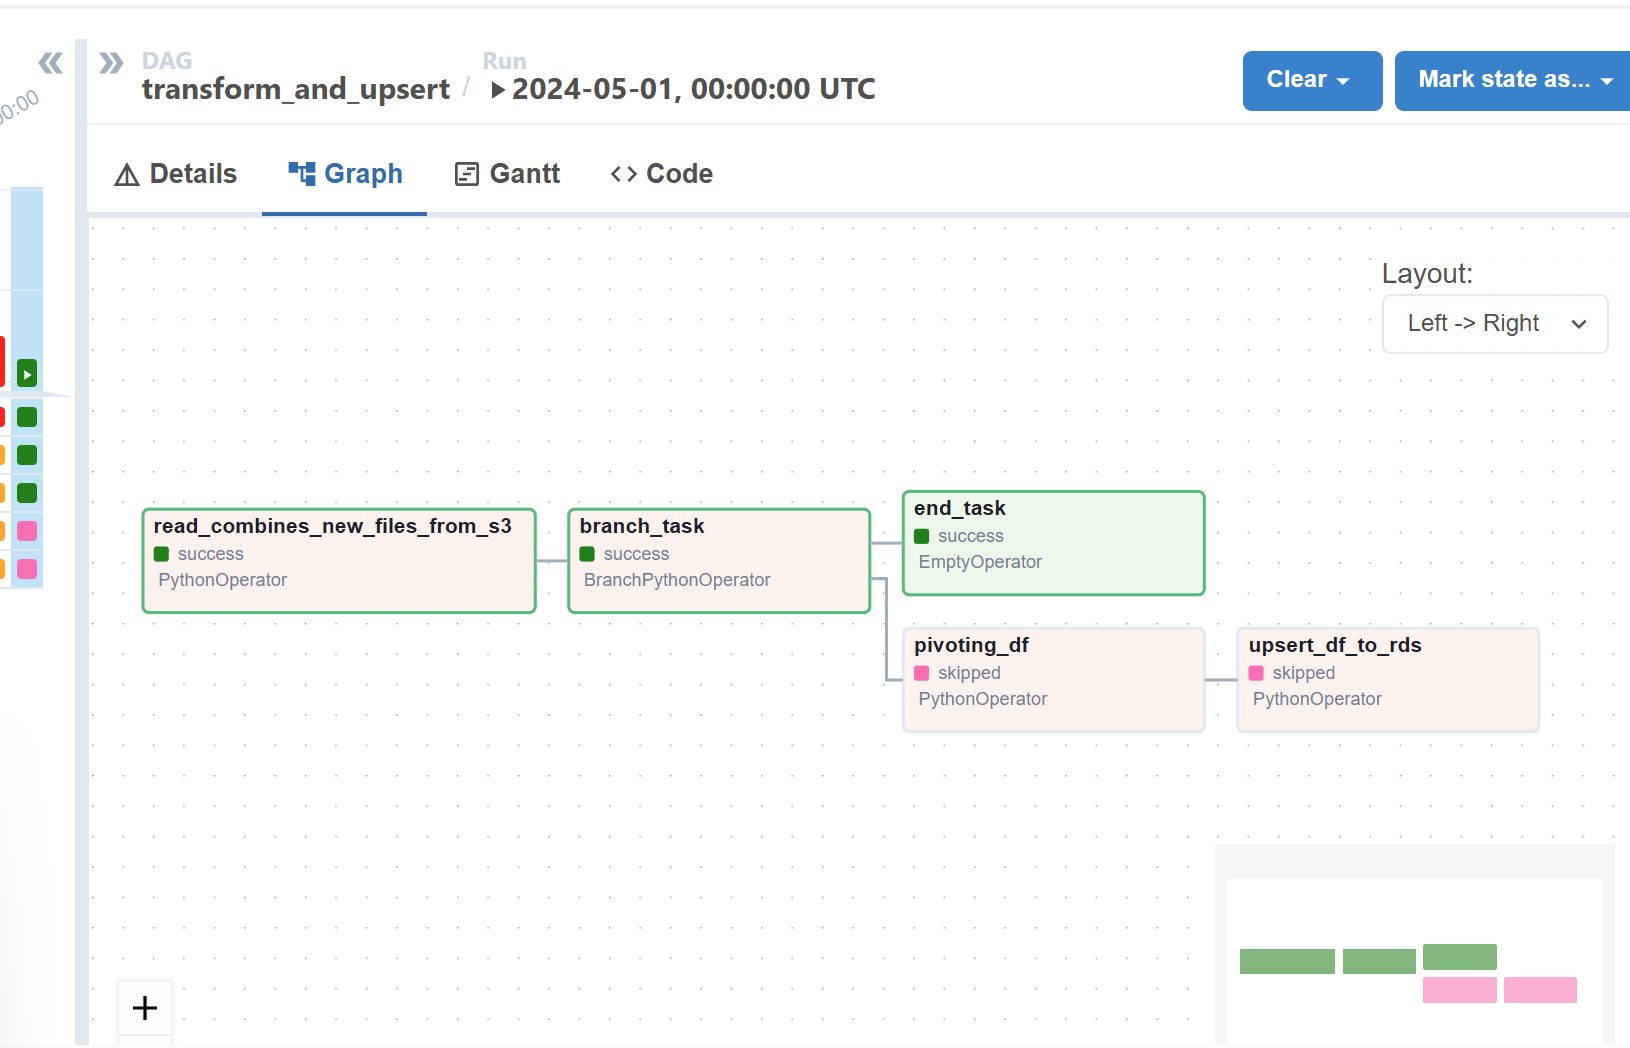 DAG
transform_and_upsert
/
Run
2024-05-01, 00:00:00 UTC
Clear
Mark state as...
00:00
Details
Graph
Gantt
Code
Layout:
Left -> Right
read_combines_new_files_from_s3
success
PythonOperator
branch_task
success
BranchPythonOperator
end_task
success
EmptyOperator
pivoting_df
skipped
PythonOperator
upsert_df_to_rds
skipped
PythonOperator